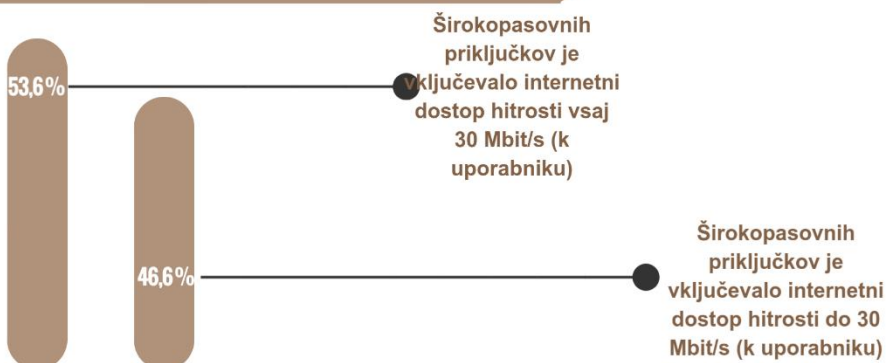 53,6%
Širokopasovnih
priključkov je
vključevalo internetni
dostop hitrosti vsaj
30 Mbit/s (k
uporabniku)
46,6%
Širokopasovnih
priključkov je
vključevalo internetni
dostop hitrosti do 30
Mbit/s (k uporabniku)